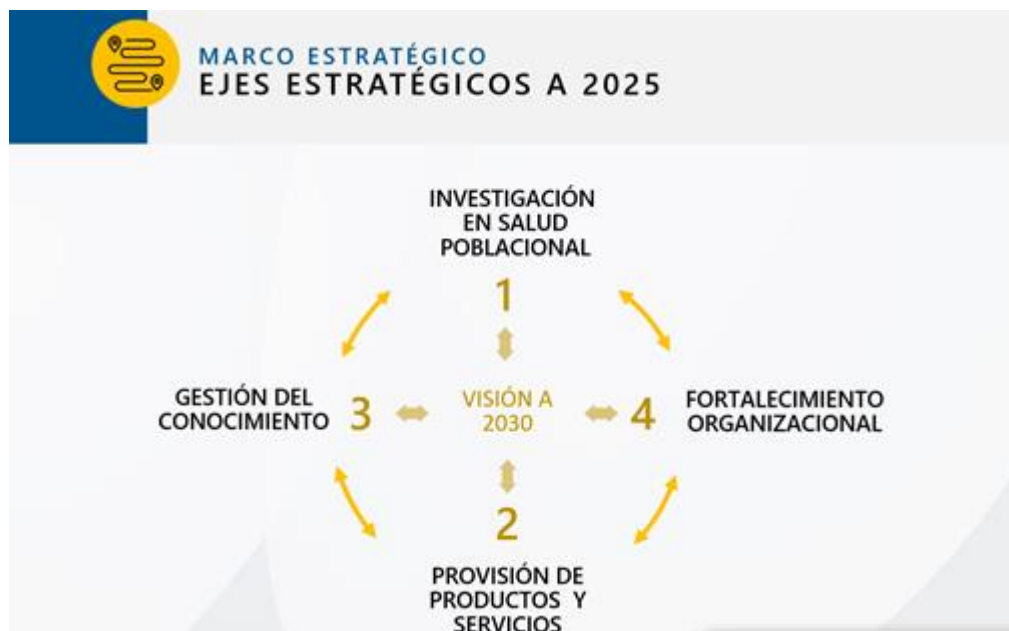 MARCO ESTRATÉGICO
EJES ESTRATÉGICOS A 2025
INVESTIGACIÓN
EN SALUD
POBLACIONAL
1
GESTIÓN DEL
CONOCIMIENTO
3
VISIÓN A
2030
4
FORTALECIMIENTO
ORGANIZACIONAL
2
PROVISIÓN DE
PRODUCTOS Y
SERVICIOS